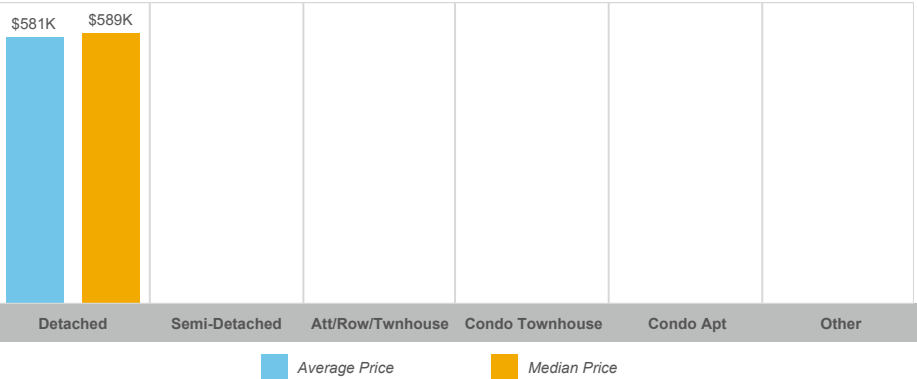 $581K
$589K
Detached
Semi-Detached
Att/Row/Twnhouse
Condo Townhouse
Condo Apt
Other
Average Price
Median Price